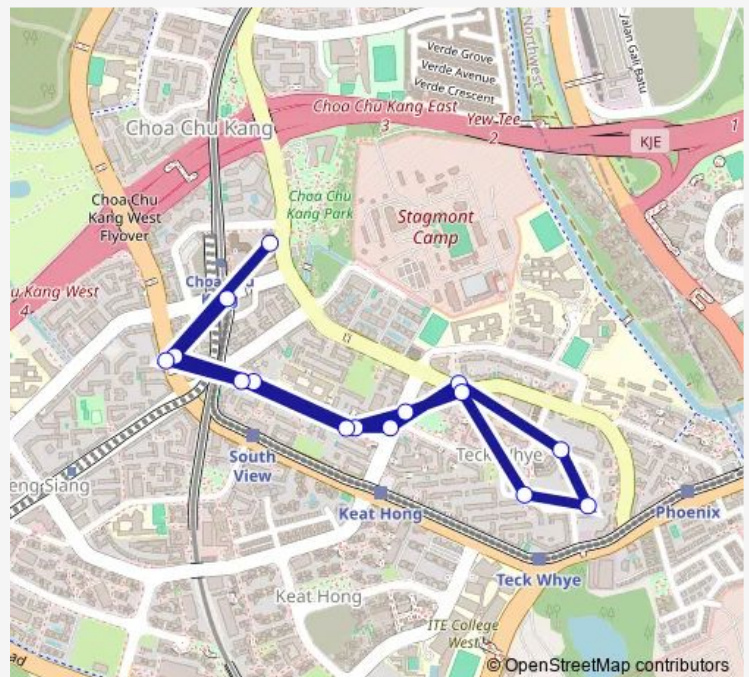 Verde Grove
Verde Avenue
Verde Crescent
Jalan Gali Batu
Northwest
Choa Chu Kang East
3
Yew Tee
2
1
KJE
Choa Chu Kang
Choa Chu
Kang West
Flyover
Choa Chu
Kang Park
Stagmont
Camp
Kang West
4
South
View
Teck Whye
eng Siang
Keat Hong
Phoenix
Teck Whye
Keat Hong
ITE College
West
ad
© OpenStreetMap contributors